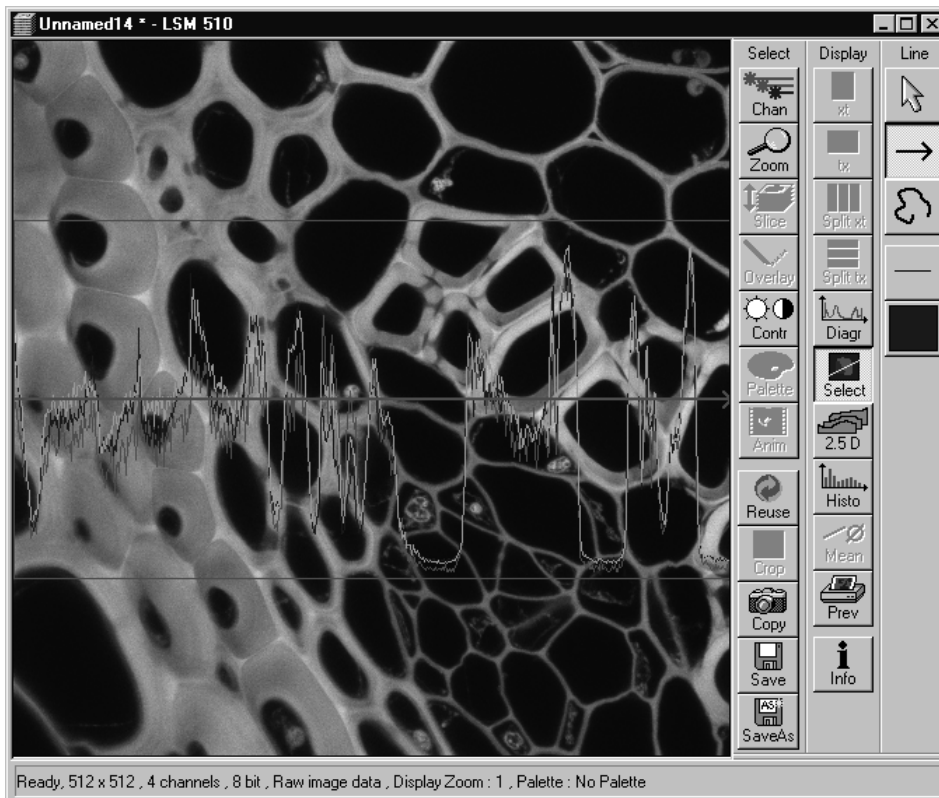 Unnamed14 * - LSM 510
Select
Display
Line
Chan
xt
Zoom
tx
Slice
Split xt
Overlay
Split tx
Contr
Diagr
Palette
Select
Anim
2.5 D
Reuse
Histo
Crop
Mean
Copy
Prev
Save
Info
AS
SaveAs
Ready, 512 x 512 , 4 channels , 8 bit , Raw image data , Display Zoom : 1 , Palette : No Palette